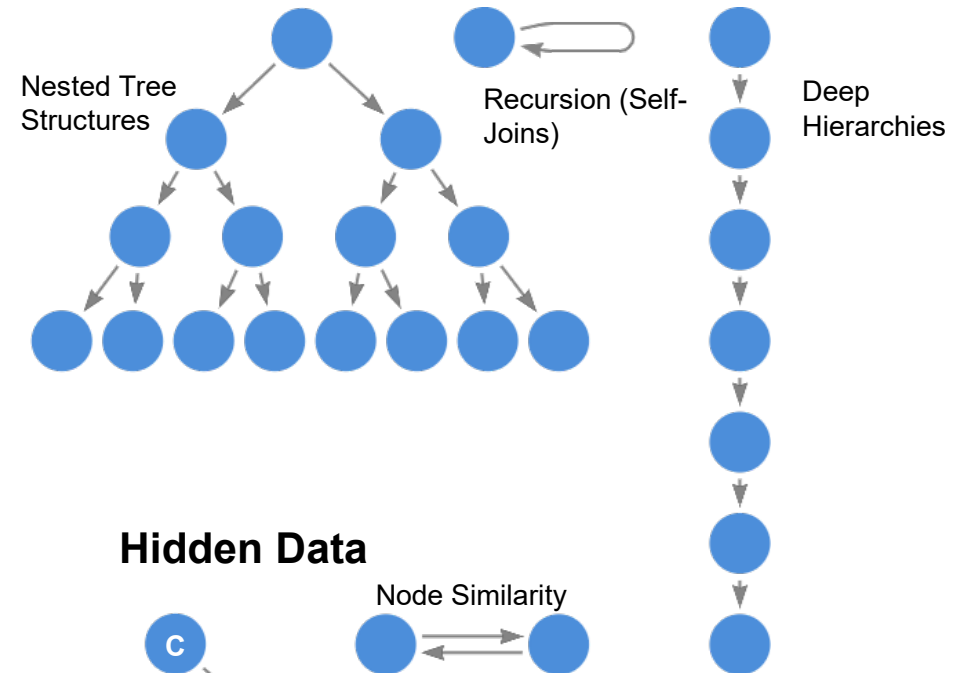 Nested Tree
Structures
Recursion (Self-
Joins)
Deep
Hierarchies
Hidden Data
Node Similarity
C